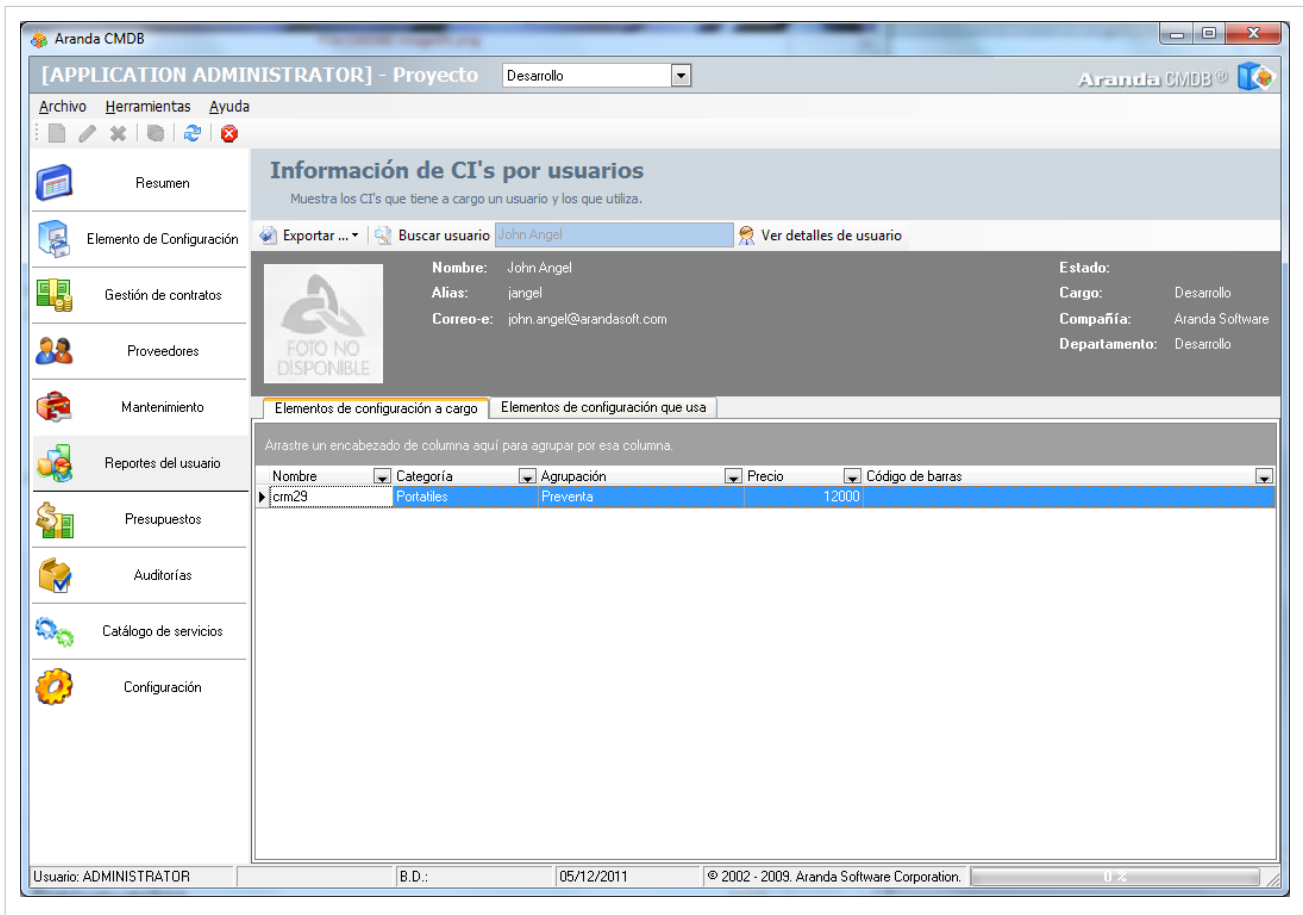 Aranda CMDB
[APPLICATION ADMINISTRATOR] - Proyecto Desarrollo Aranda CMDB®
Archivo Herramientas Ayuda
Resumen
Elemento de Configuración
Gestión de contratos
Proveedores
Mantenimiento
Reportes del usuario
Presupuestos
Auditorías
Catálogo de servicios
Configuración
Información de CI's por usuarios
Muestra los CI's que tiene a cargo un usuario y los que utiliza.
Exportar ... Buscar usuario John Angel Ver detalles de usuario
FOTO NO
DISPONIBLE
Nombre: John Angel
Alias: jangel
Correo-e: john.angel@arandasoft.com
Estado:
Cargo: Desarrollo
Compañía: Aranda Software
Departamento: Desarrollo
Elementos de configuración a cargo Elementos de configuración que usa
Arrastre un encabezado de columna aquí para agrupar por esa columna.
Nombre Categoría Agrupación Precio Código de barras
crm29 Portatiles Preventa 12000
Usuario: ADMINISTRATOR B.D.: 05/12/2011 © 2002 - 2009. Aranda Software Corporation. 0 %